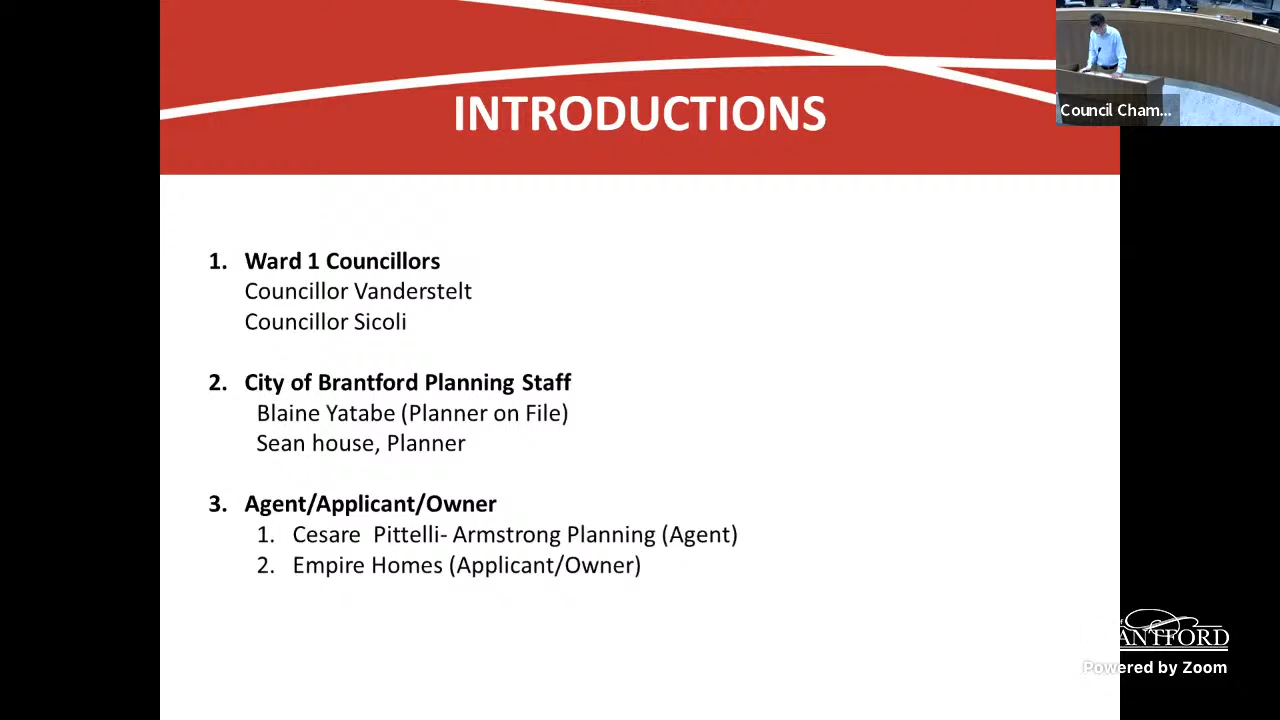 INTRODUCTIONS
Council Cham...
1. Ward 1 Councillors
Councillor Vanderstelt
Councillor Sicoli
2. City of Brantford Planning Staff
Blaine Yatabe (Planner on File)
Sean house, Planner
3. Agent/Applicant/Owner
1. Cesare Pittelli- Armstrong Planning (Agent)
2. Empire Homes (Applicant/Owner)
ANTFORD
Powered by Zoom